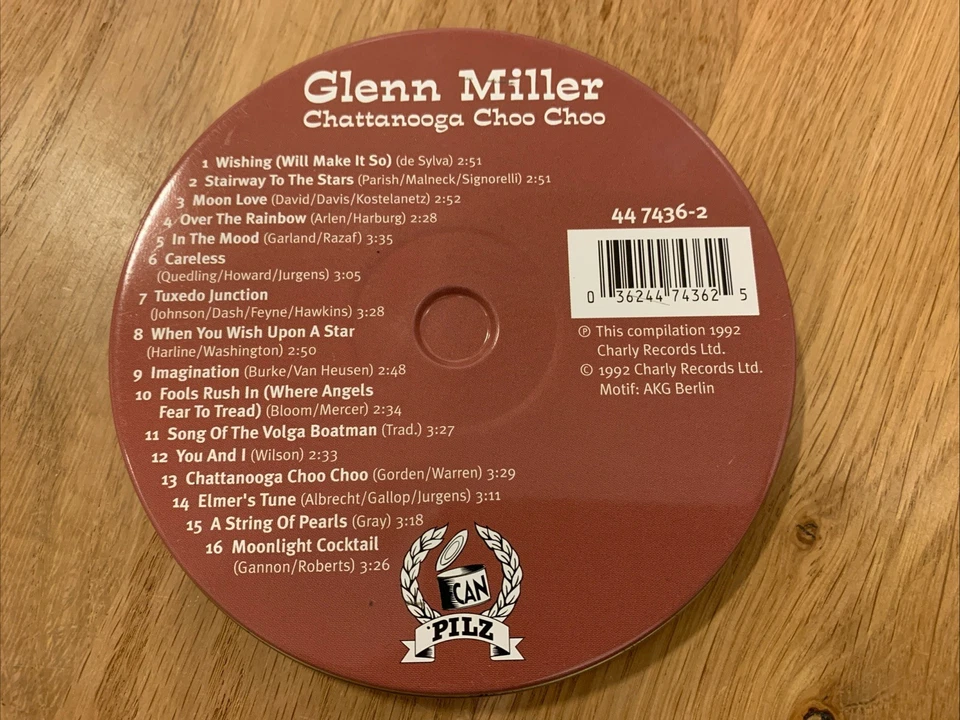 Glenn Miller
Chattanooga Choo Choo
1 Wishing (Will Make It So) (de Sylva) 2:51
2 Stairway To The Stars (Parish/Malneck/Signorelli) 2:51
3 Moon Love (David/Davis/Kostelanetz) 2:52
4 Over The Rainbow (Arlen/Harburg) 2:28
5 In The Mood (Garland/Razaf) 3:35
6 Careless
(Quedling/Howard/Jurgens) 3:05
7 Tuxedo Junction
(Johnson/Dash/Feyne/Hawkins) 3:28
8 When You Wish Upon A Star
(Harline/Washington) 2:50
9 Imagination (Burke/Van Heusen) 2:48
10 Fools Rush In (Where Angels
Fear To Tread) (Bloom/Mercer) 2:34
11 Song Of The Volga Boatman (Trad.) 3:27
12 You And I (Wilson) 2:33
13 Chattanooga Choo Choo (Gorden/Warren) 3:29
14 Elmer's Tune (Albrecht/Gallop/Jurgens) 3:11
15 A String Of Pearls (Gray) 3:18
16 Moonlight Cocktail
(Gannon/Roberts) 3:26
44 7436-2
0 36244 74362 5
℗ This compilation 1992
Charly Records Ltd.
© 1992 Charly Records Ltd.
Motif: AKG Berlin
CAN
PILZ